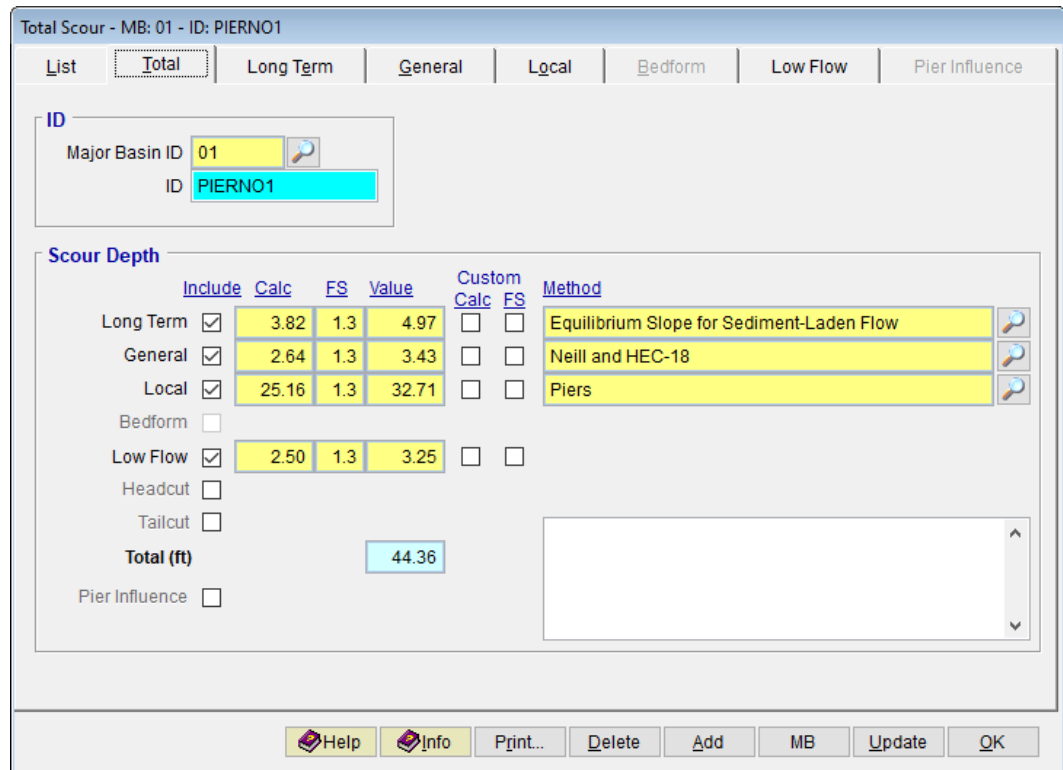 Total Scour - MB: 01 - ID: PIERNO1
List Total Long Term General Local Bedform Low Flow Pier Influence
ID
Major Basin ID 01
ID PIERNO1
Scour Depth
Include Calc FS Value Custom Calc FS Method
Long Term 3.82 1.3 4.97 Equilibrium Slope for Sediment-Laden Flow
General 2.64 1.3 3.43 Neill and HEC-18
Local 25.16 1.3 32.71 Piers
Bedform
Low Flow 2.50 1.3 3.25
Headcut
Tailcut
Total (ft) 44.36
Pier Influence
Help Info Print... Delete Add MB Update OK